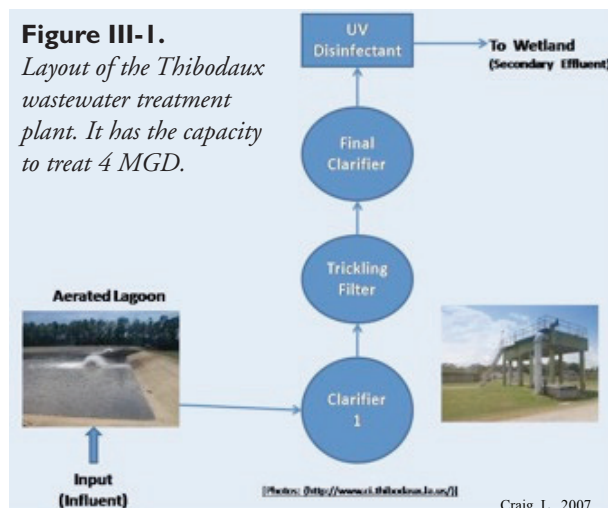 Figure III-1.
Layout of the Thibodaux
wastewater treatment
plant. It has the capacity
to treat 4 MGD.
UV
Disinfectant
To Wetland
(Secondary Effluent)
Final
Clarifier
Trickling
Filter
Aerated Lagoon
Clarifier
1
Input
(Influent)
[Photos: (http://www.ci.thibodaux.la.us/)]
Craig, L., 2007